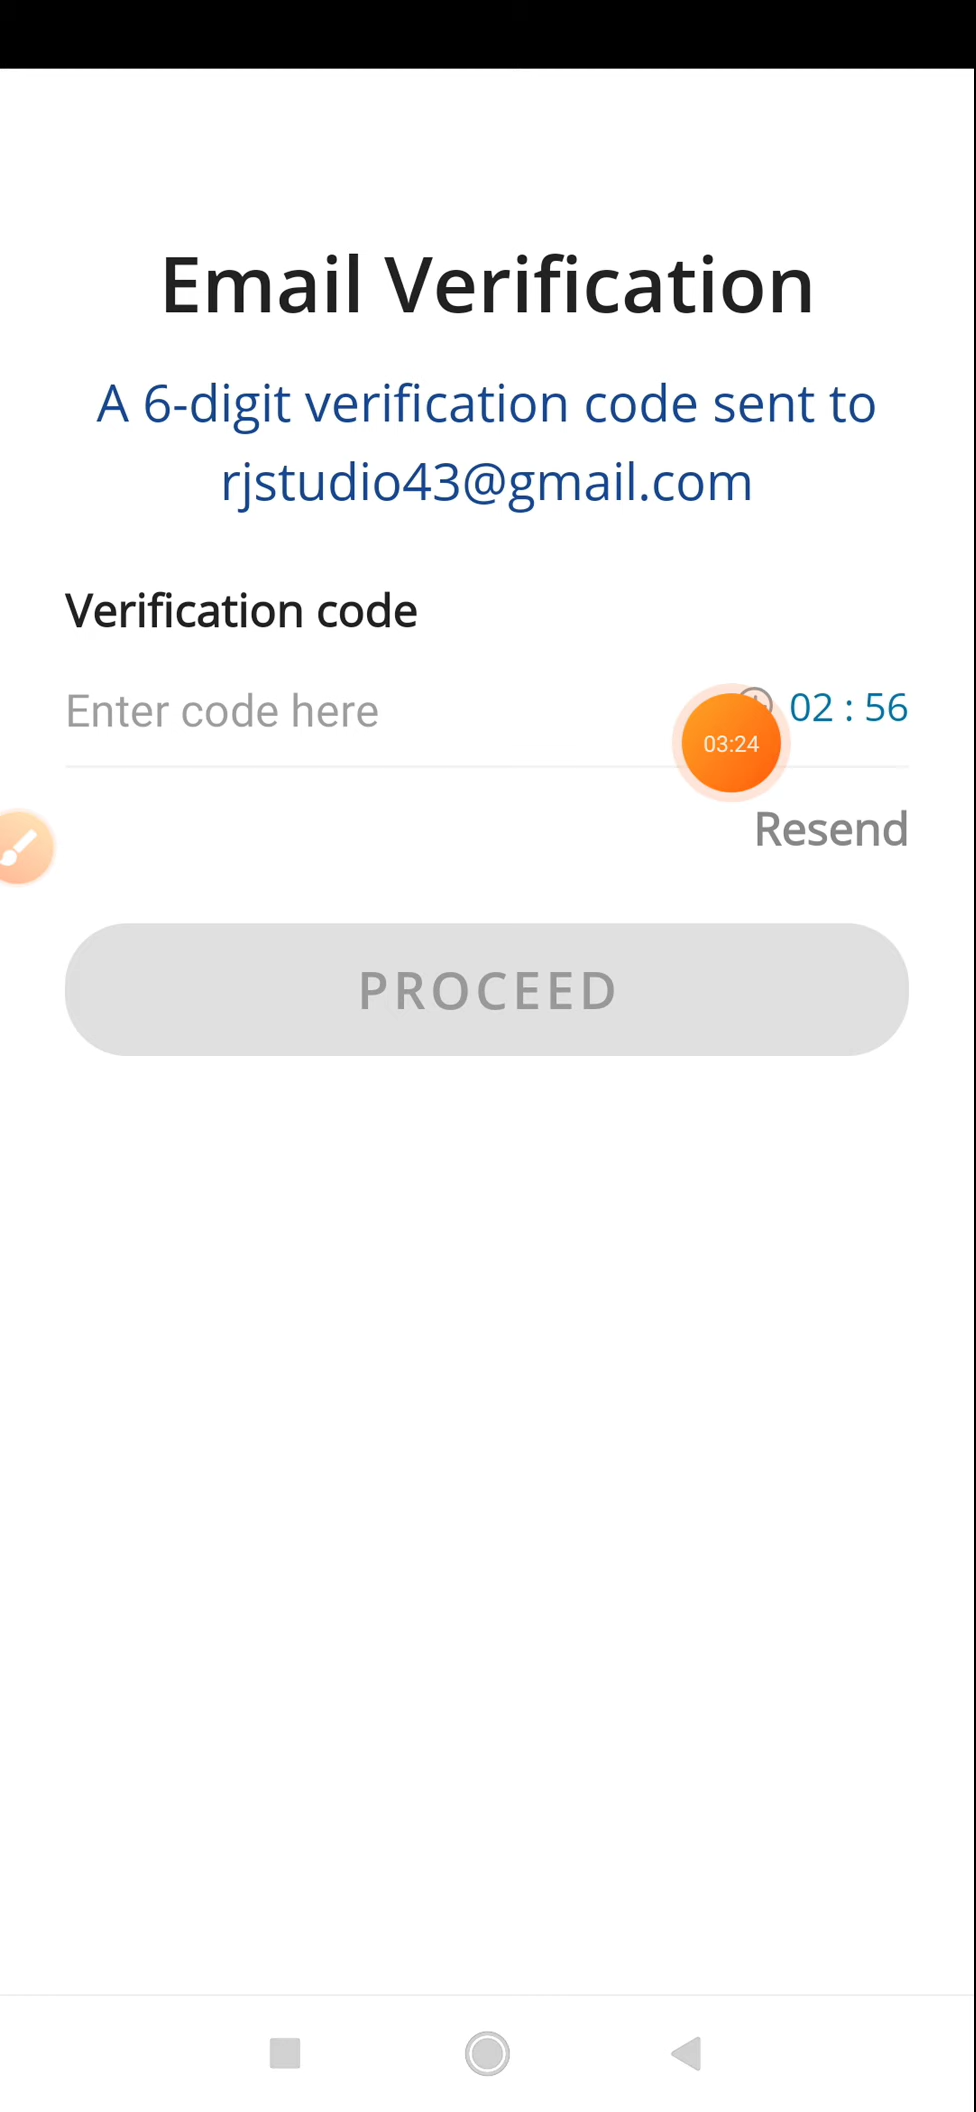 Email Verification
A 6-digit verification code sent to
rjstudio43@gmail.com
Verification code
Enter code here
02 : 56
03:24
Resend
PROCEED